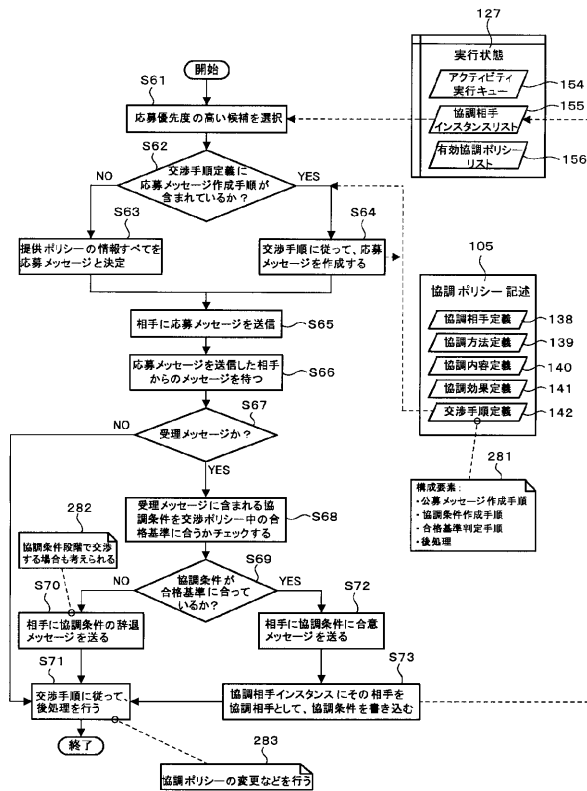 127
実行状態
アクティビティ
実行キュー
154
協調相手
インスタンスリスト
155
有効協調ポリシー
リスト
156
開始
S61
応募優先度の高い候補を選択
S62
交渉手順定義に
応募メッセージ作成手順が
含まれているか？
NO
YES
S63
提供ポリシーの情報すべてを
応募メッセージと決定
S64
交渉手順に従って、応募
メッセージを作成する
105
協調ポリシー記述
協調相手定義
138
協調方法定義
139
協調内容定義
140
協調効果定義
141
交渉手順定義
142
相手に応募メッセージを送信
S65
応募メッセージを送信した相手
からのメッセージを待つ
S66
S67
受理メッセージか？
NO
YES
281
構成要素：
・公募メッセージ作成手順
・協調条件作成手順
・合格基準判定手順
・後処理
受理メッセージに含まれる協
調条件を交渉ポリシー中の合
格基準に合うかチェックする
S68
282
協調条件段階で交渉
する場合も考えられる
S69
協調条件が
合格基準に合って
いるか？
NO
YES
S70
相手に協調条件の辞退
メッセージを送る
S72
相手に協調条件に合意
メッセージを送る
S71
交渉手順に従って、
後処理を行う
S73
協調相手インスタンスにその相手を
協調相手として、協調条件を書き込む
終了
283
協調ポリシーの変更などを行う